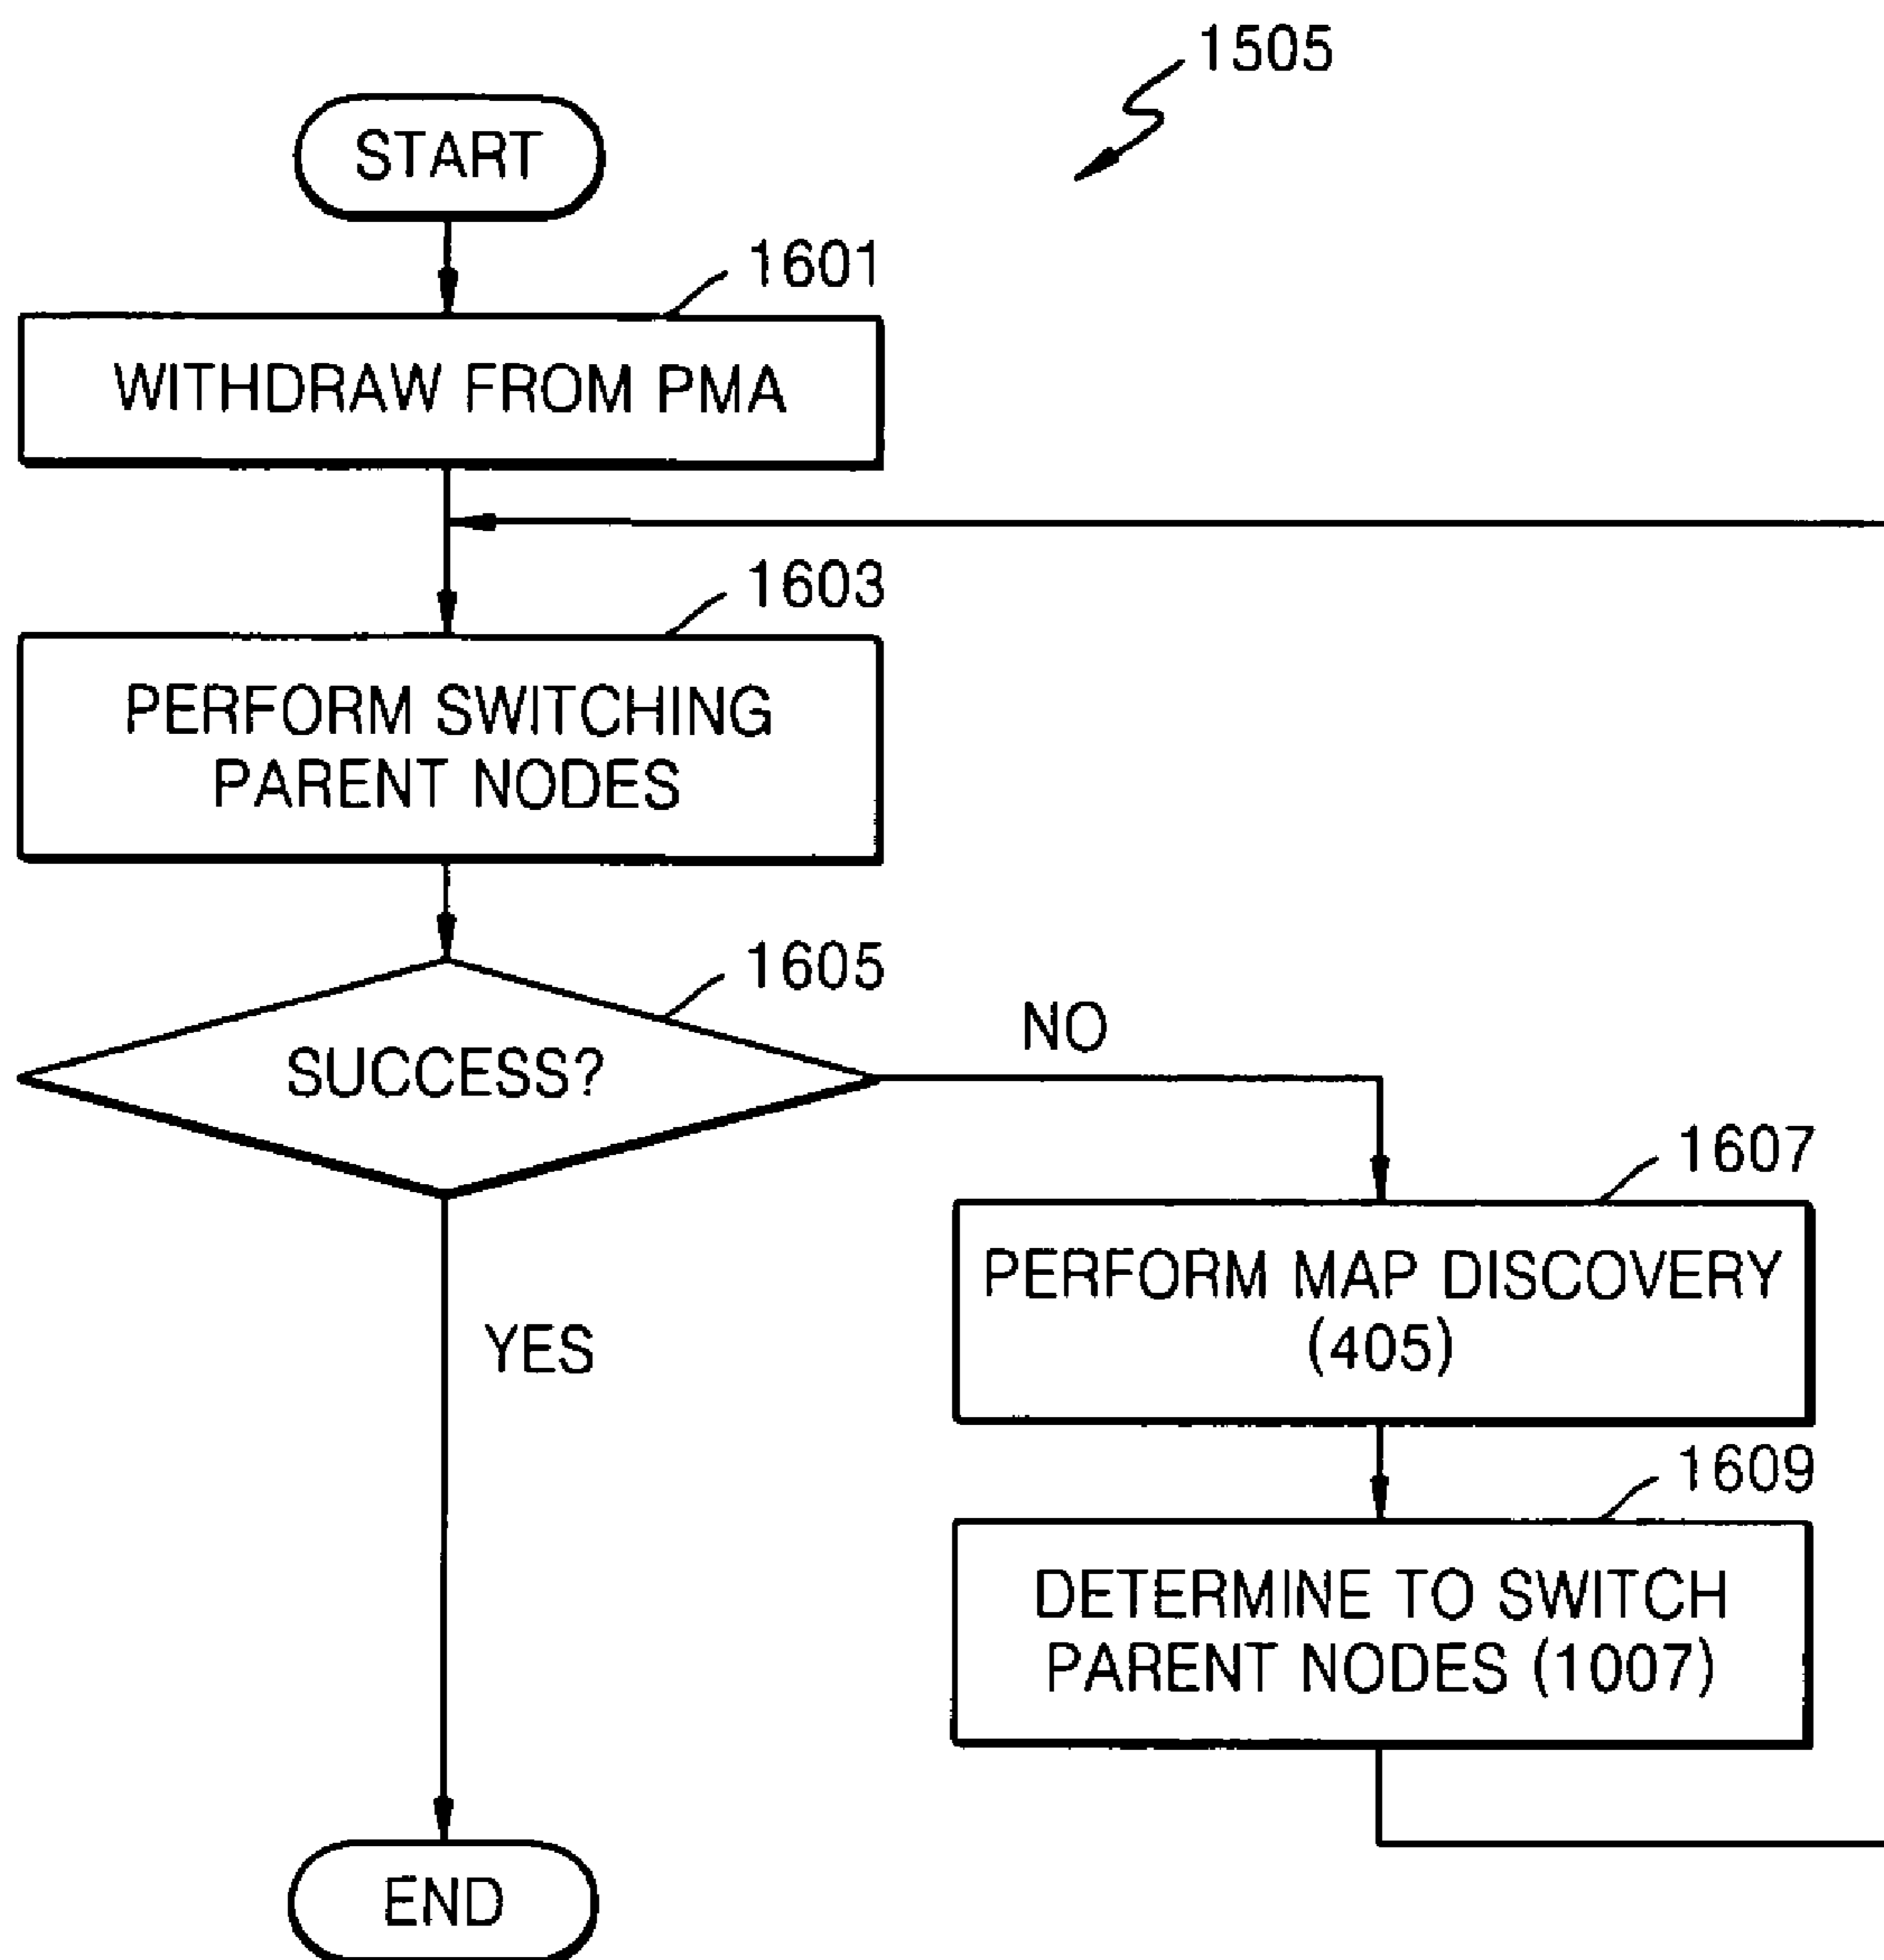 1505
START
1601
WITHDRAW FROM PMA
1603
PERFORM SWITCHING
PARENT NODES
1605
SUCCESS?
NO
YES
1607
PERFORM MAP DISCOVERY
(405)
1609
DETERMINE TO SWITCH
PARENT NODES (1007)
END